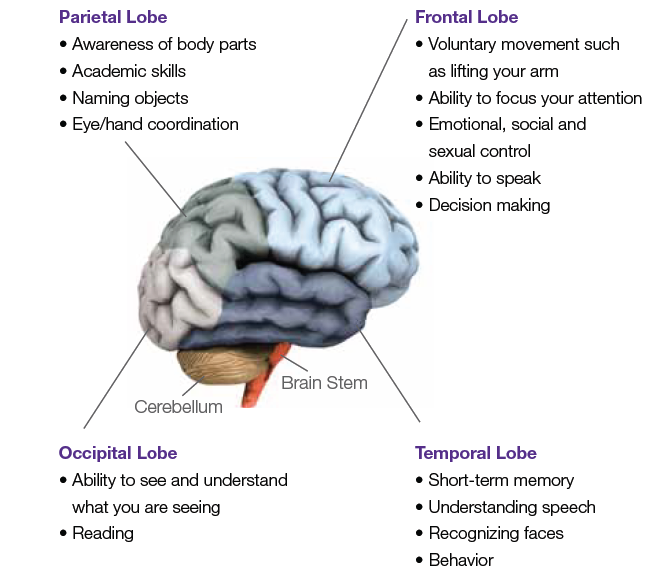 Parietal Lobe
• Awareness of body parts
• Academic skills
• Naming objects
• Eye/hand coordination
Frontal Lobe
• Voluntary movement such
as lifting your arm
• Ability to focus your attention
• Emotional, social and
sexual control
• Ability to speak
• Decision making
Brain Stem
Cerebellum
Occipital Lobe
• Ability to see and understand
what you are seeing
• Reading
Temporal Lobe
• Short-term memory
• Understanding speech
• Recognizing faces
• Behavior